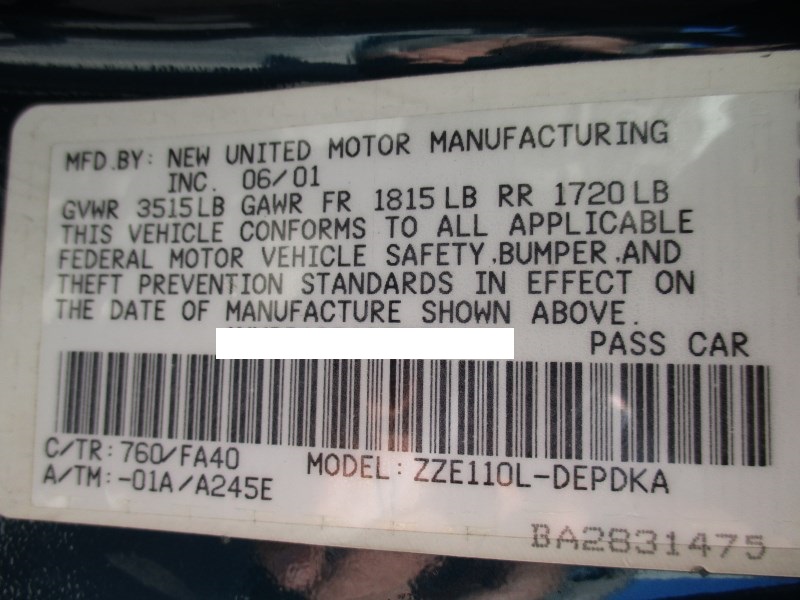 MFD.BY: NEW UNITED MOTOR MANUFACTURING
INC. 06/01
GVWR 3515LB GAWR FR 1815LB RR 1720LB
THIS VEHICLE CONFORMS TO ALL APPLICABLE
FEDERAL MOTOR VEHICLE SAFETY,BUMPER,AND
THEFT PREVENTION STANDARDS IN EFFECT ON
THE DATE OF MANUFACTURE SHOWN ABOVE.
PASS CAR
C/TR: 760/FA40
A/TM: -01A/A245E
MODEL: ZZE110L-DEPDKA
BA2831475